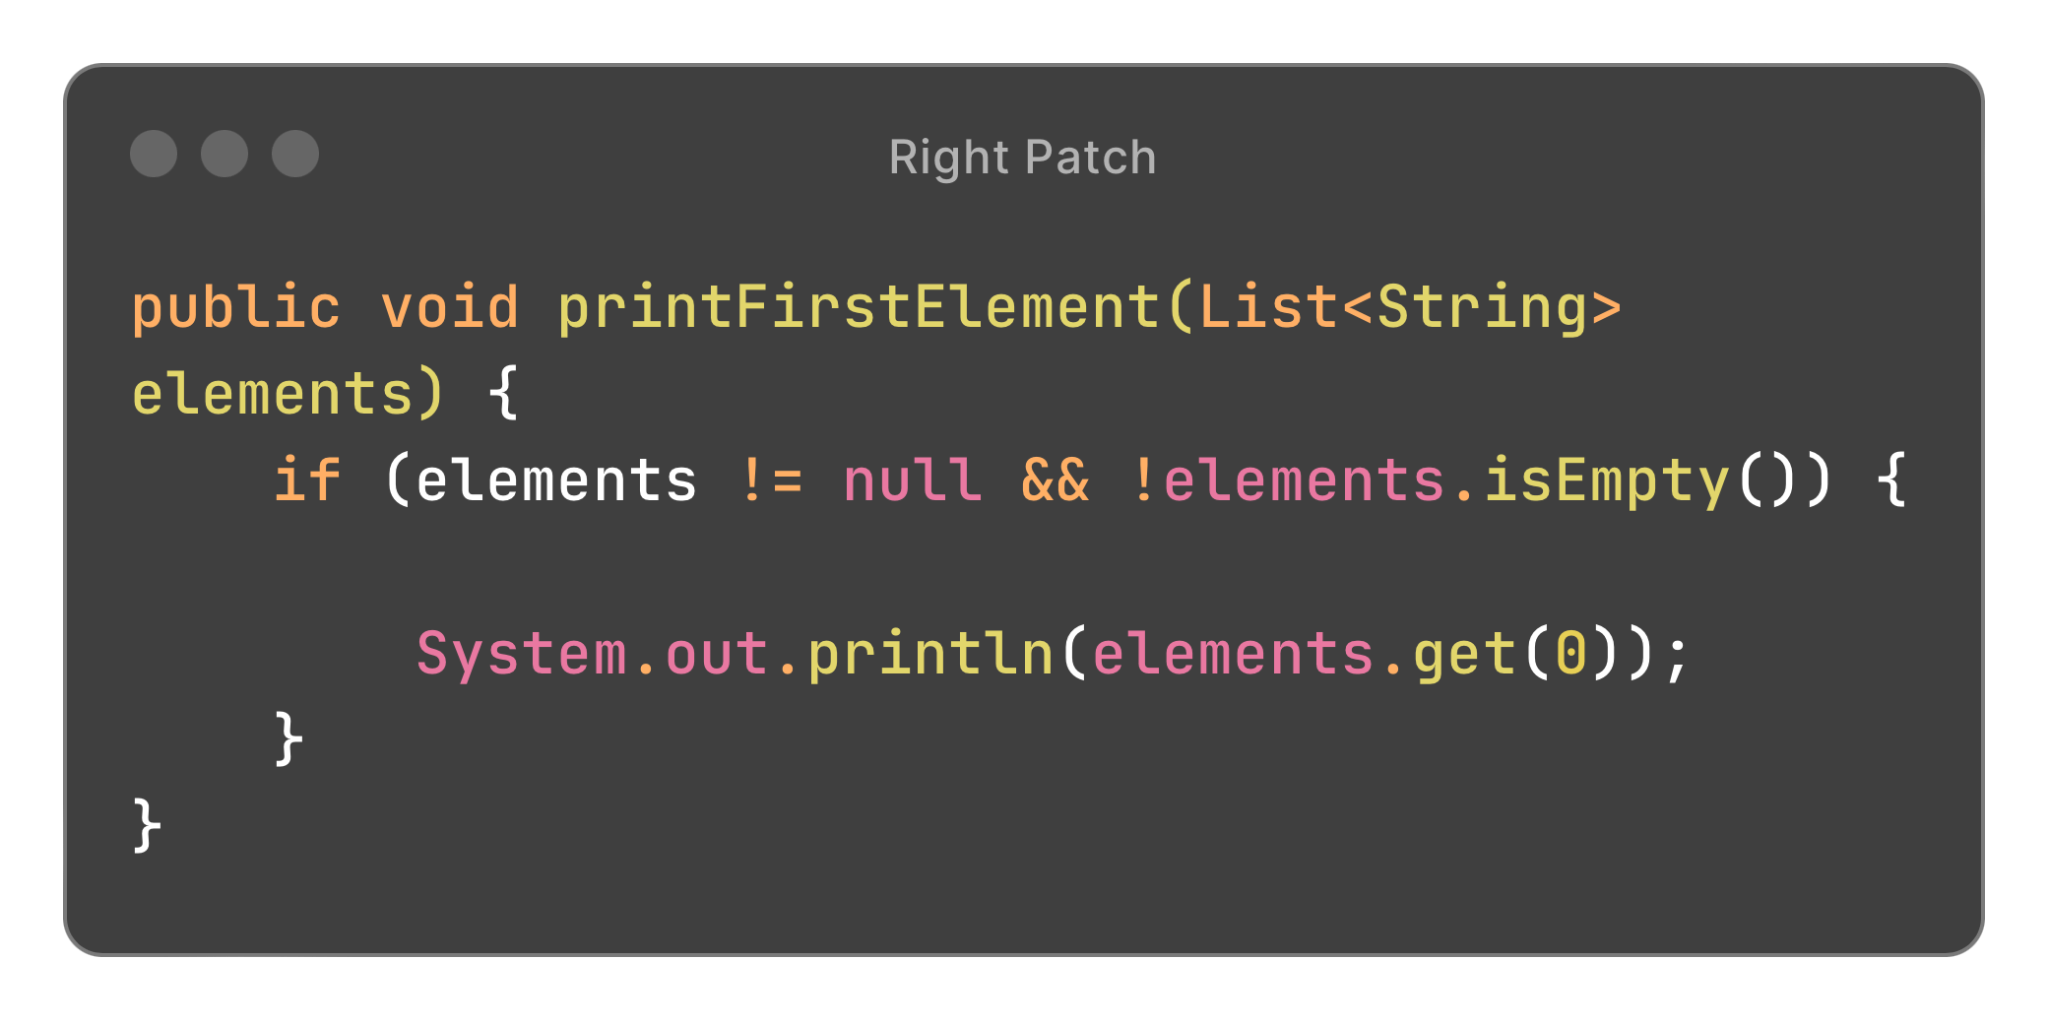 Right Patch
public void printFirstElement(List<String>
elements) {
    if (elements != null && !elements.isEmpty()) {
        System.out.println(elements.get(0));
    }
}